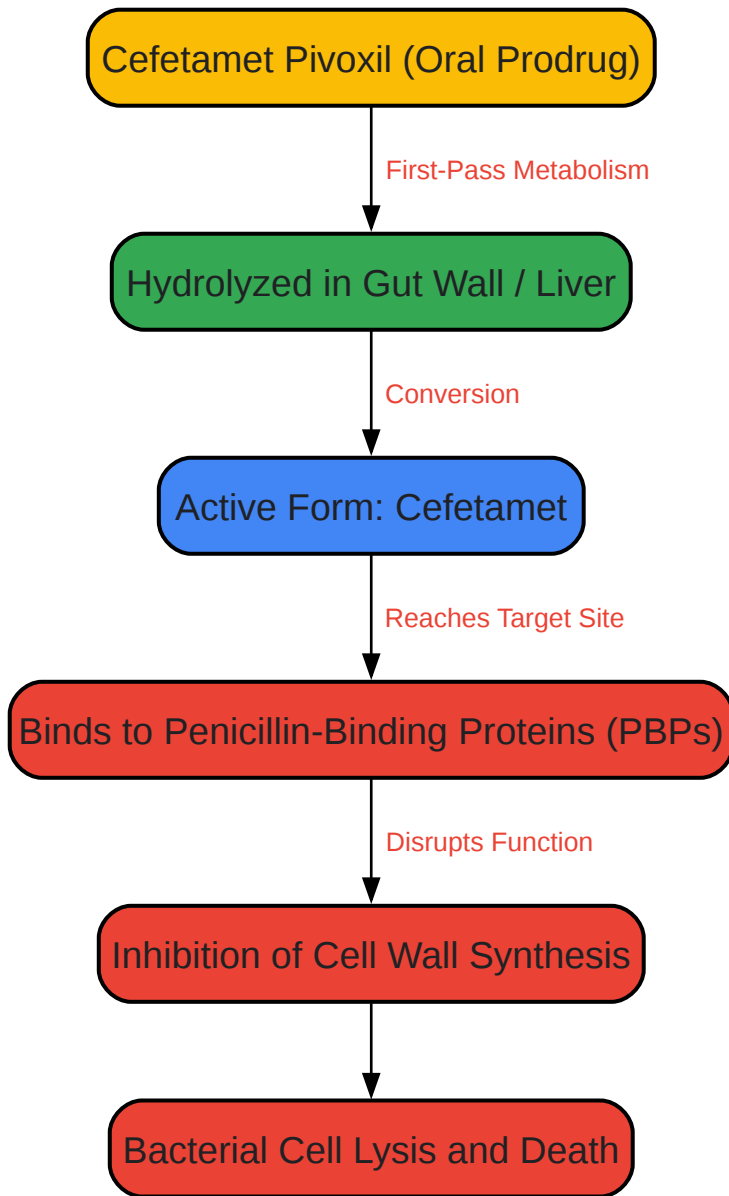 Cefetamet Pivoxil (Oral Prodrug)
First-Pass Metabolism
Hydrolyzed in Gut Wall / Liver
Conversion
Active Form: Cefetamet
Reaches Target Site
Binds to Penicillin-Binding Proteins (PBPs)
Disrupts Function
Inhibition of Cell Wall Synthesis
Bacterial Cell Lysis and Death